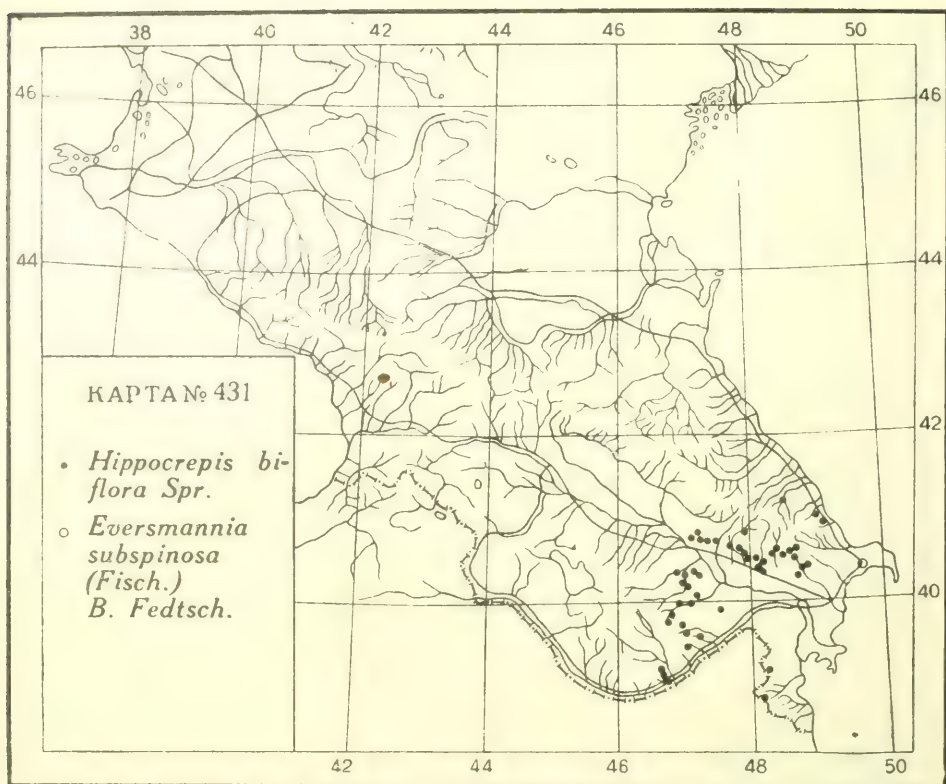 38 40 42 44 46 47 48 50
46 46
44 44
42
40
КАРТА № 431
• Hippocrepis bi-
flora Spr.
○ Eversmannia
subspinosa
(Fisch.)
B. Fedtsch.
42 44 46 48 50